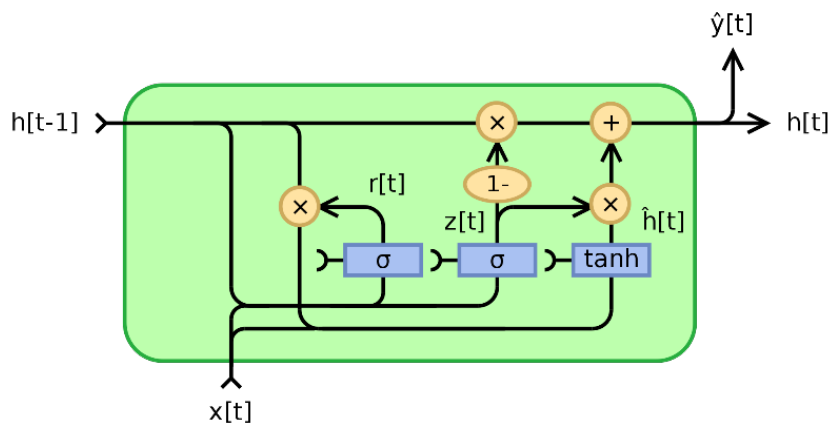 ŷ[t]
h[t-1]
×
+
h[t]
r[t]
1-
×
z[t]
×
ĥ[t]
σ
σ
tanh
x[t]